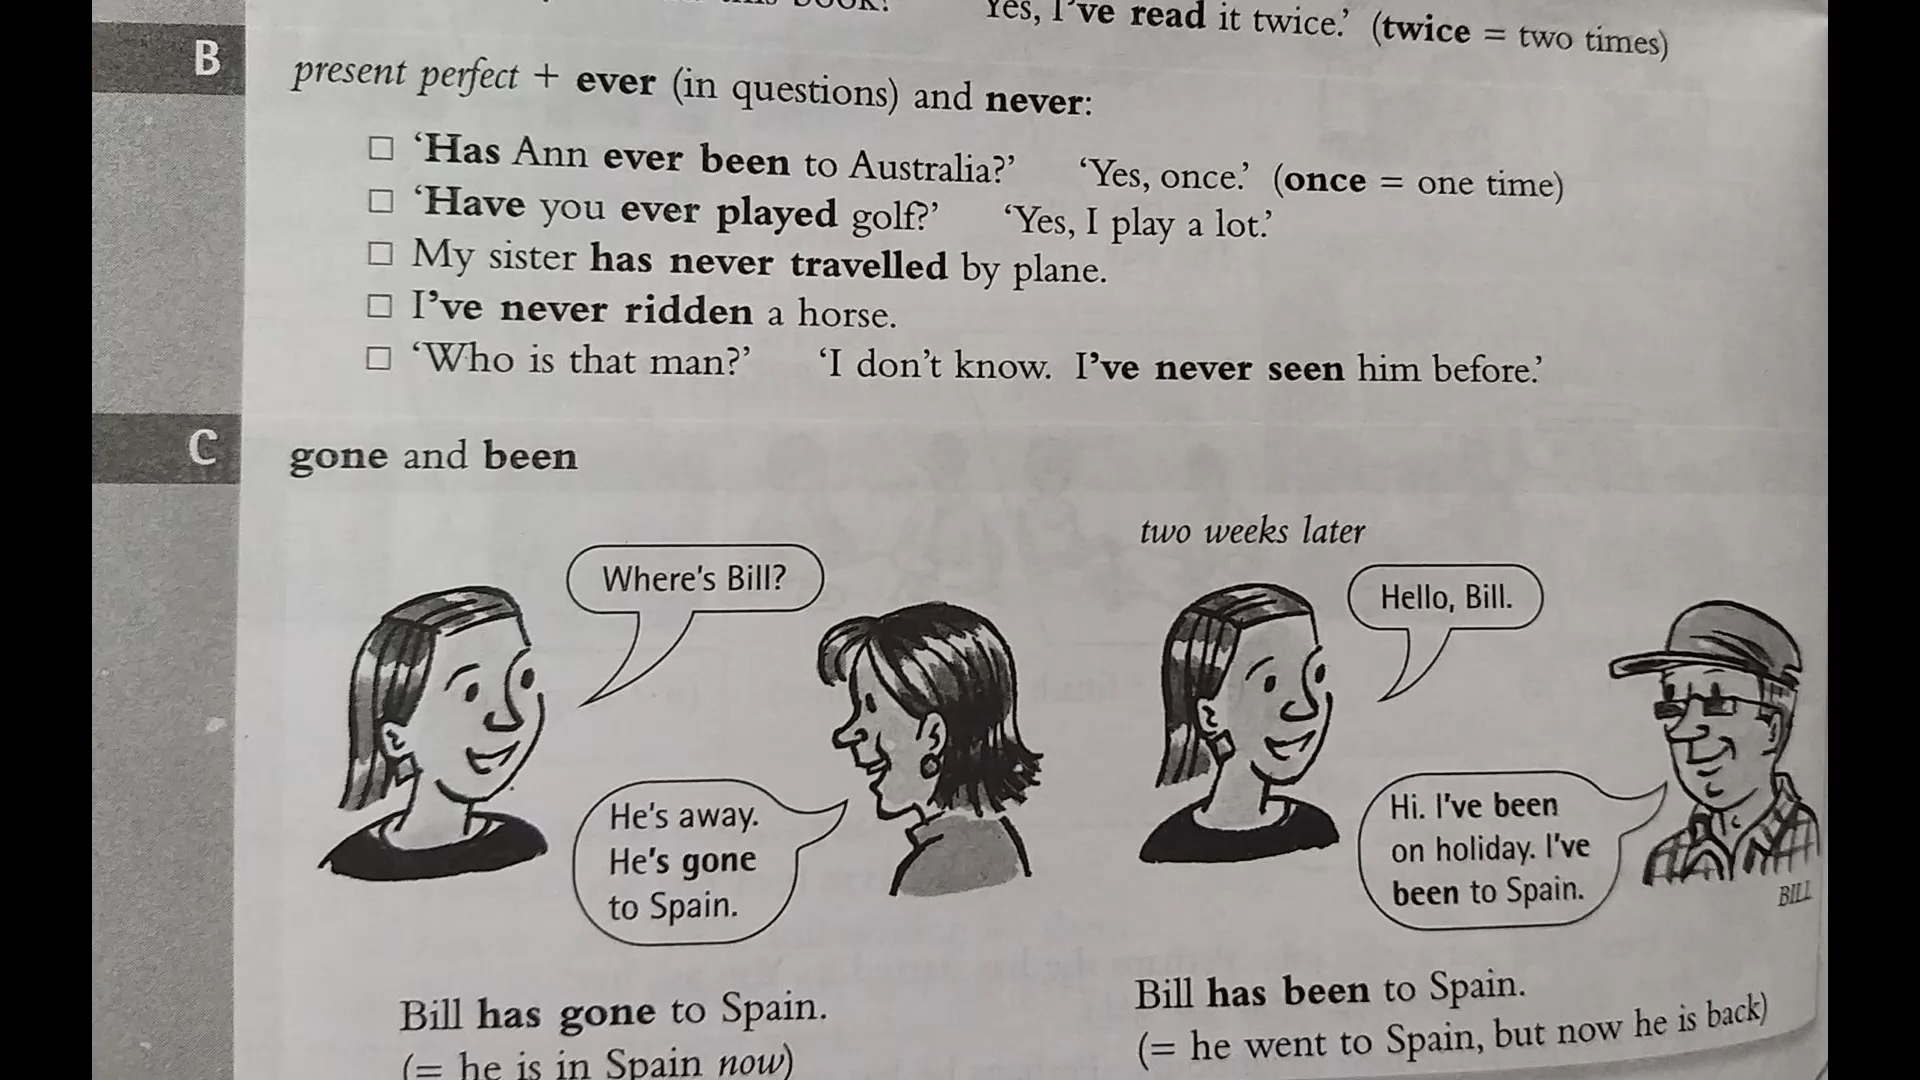 Yes, I've read it twice.' (twice = two times)
B
present perfect + ever (in questions) and never:
□ 'Has Ann ever been to Australia?' 'Yes, once.' (once = one time)
□ 'Have you ever played golf?' 'Yes, I play a lot.'
□ My sister has never travelled by plane.
□ I've never ridden a horse.
□ 'Who is that man?' 'I don't know. I've never seen him before.'
C
gone and been
Where's Bill?
He's away.
He's gone
to Spain.
Bill has gone to Spain.
(= he is in Spain now)
two weeks later
Hello, Bill.
Hi. I've been
on holiday. I've
been to Spain.
BILL
Bill has been to Spain.
(= he went to Spain, but now he is back)